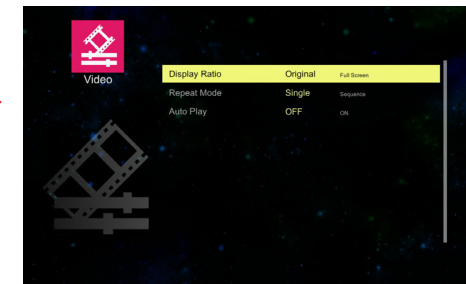 Video
Display Ratio Original Full Screen
Repeat Mode Single Sequence
Auto Play OFF ON